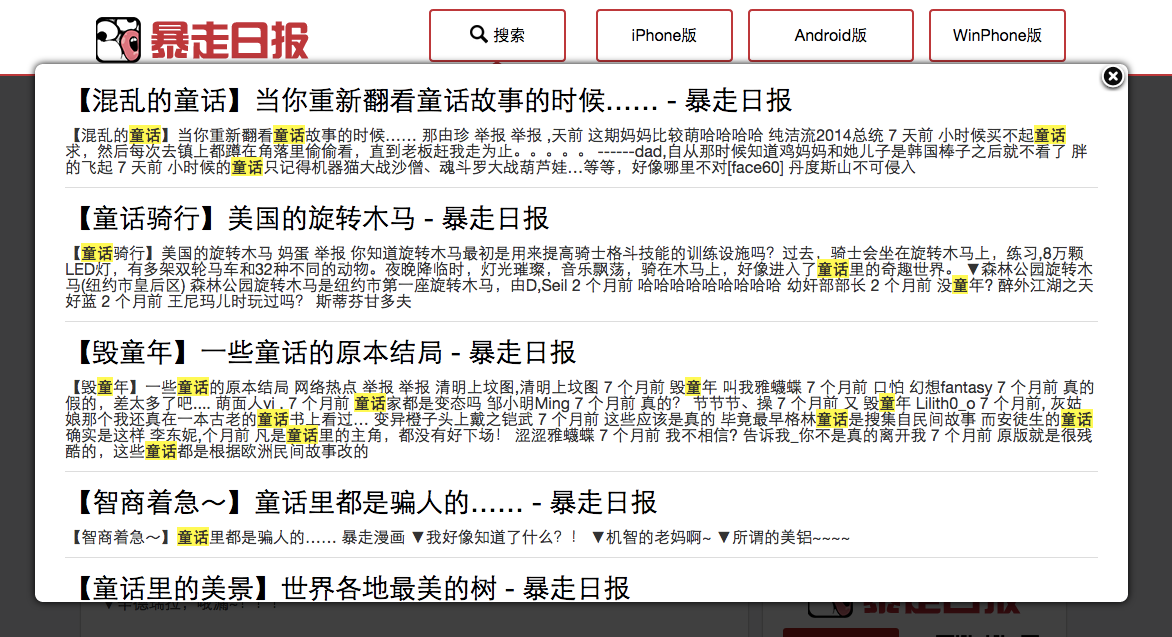 暴走日报
搜索
iPhone版
Android版
WinPhone版
【混乱的童话】当你重新翻看童话故事的时候…… - 暴走日报
【混乱的童话】当你重新翻看童话故事的时候…… 那由珍 举报 举报 ,天前 这期妈妈比较萌哈哈哈哈 纯洁流2014总统 7 天前 小时候买不起童话
求，然后每次去镇上都蹲在角落里偷偷看，直到老板赶我走为止。。。。。 ------dad,自从那时候知道鸡妈妈和她儿子是韩国棒子之后就不看了 胖
的飞起 7 天前 小时候的童话只记得机器猫大战沙僧、魂斗罗大战葫芦娃…等等，好像哪里不对[face60] 丹度斯山不可侵入
【童话骑行】美国的旋转木马 - 暴走日报
【童话骑行】美国的旋转木马 妈蛋 举报 你知道旋转木马最初是用来提高骑士格斗技能的训练设施吗？过去，骑士会坐在旋转木马上，练习,8万颗
LED灯，有多架双轮马车和32种不同的动物。夜晚降临时，灯光璀璨，音乐飘荡，骑在木马上，好像进入了童话里的奇趣世界。 ▼森林公园旋转木
马(纽约市皇后区) 森林公园旋转木马是纽约市第一座旋转木马，由D,Seil 2 个月前 哈哈哈哈哈哈哈哈哈 幼奸部部长 2 个月前 没童年? 醉外江湖之天
好蓝 2 个月前 王尼玛儿时玩过吗？ 斯蒂芬甘多夫
【毁童年】一些童话的原本结局 - 暴走日报
【毁童年】一些童话的原本结局 网络热点 举报 举报 清明上坟图,清明上坟图 7 个月前 毁童年 叫我雅蠛蝶 7 个月前 口怕 幻想fantasy 7 个月前 真的
假的，差太多了吧.... 萌面人vi , 7 个月前 童话家都是变态吗 邹小明Ming 7 个月前 真的？ 节节节、操 7 个月前 又 毁童年 Lilith0_o 7 个月前, 灰姑
娘那个我还真在一本古老的童话书上看过… 变异橙子头上戴之铠武 7 个月前 这些应该是真的 毕竟最早格林童话是搜集自民间故事 而安徒生的童话
确实是这样 李东妮,个月前 凡是童话里的主角，都没有好下场！ 涩涩雅蠛蝶 7 个月前 我不相信? 告诉我_你不是真的离开我 7 个月前 原版就是很残
酷的，这些童话都是根据欧洲民间故事改的
【智商着急～】童话里都是骗人的…… - 暴走日报
【智商着急～】童话里都是骗人的…… 暴走漫画 ▼我好像知道了什么？！ ▼机智的老妈啊~ ▼所谓的美铝~~~~
【童话里的美景】世界各地最美的树 - 暴走日报